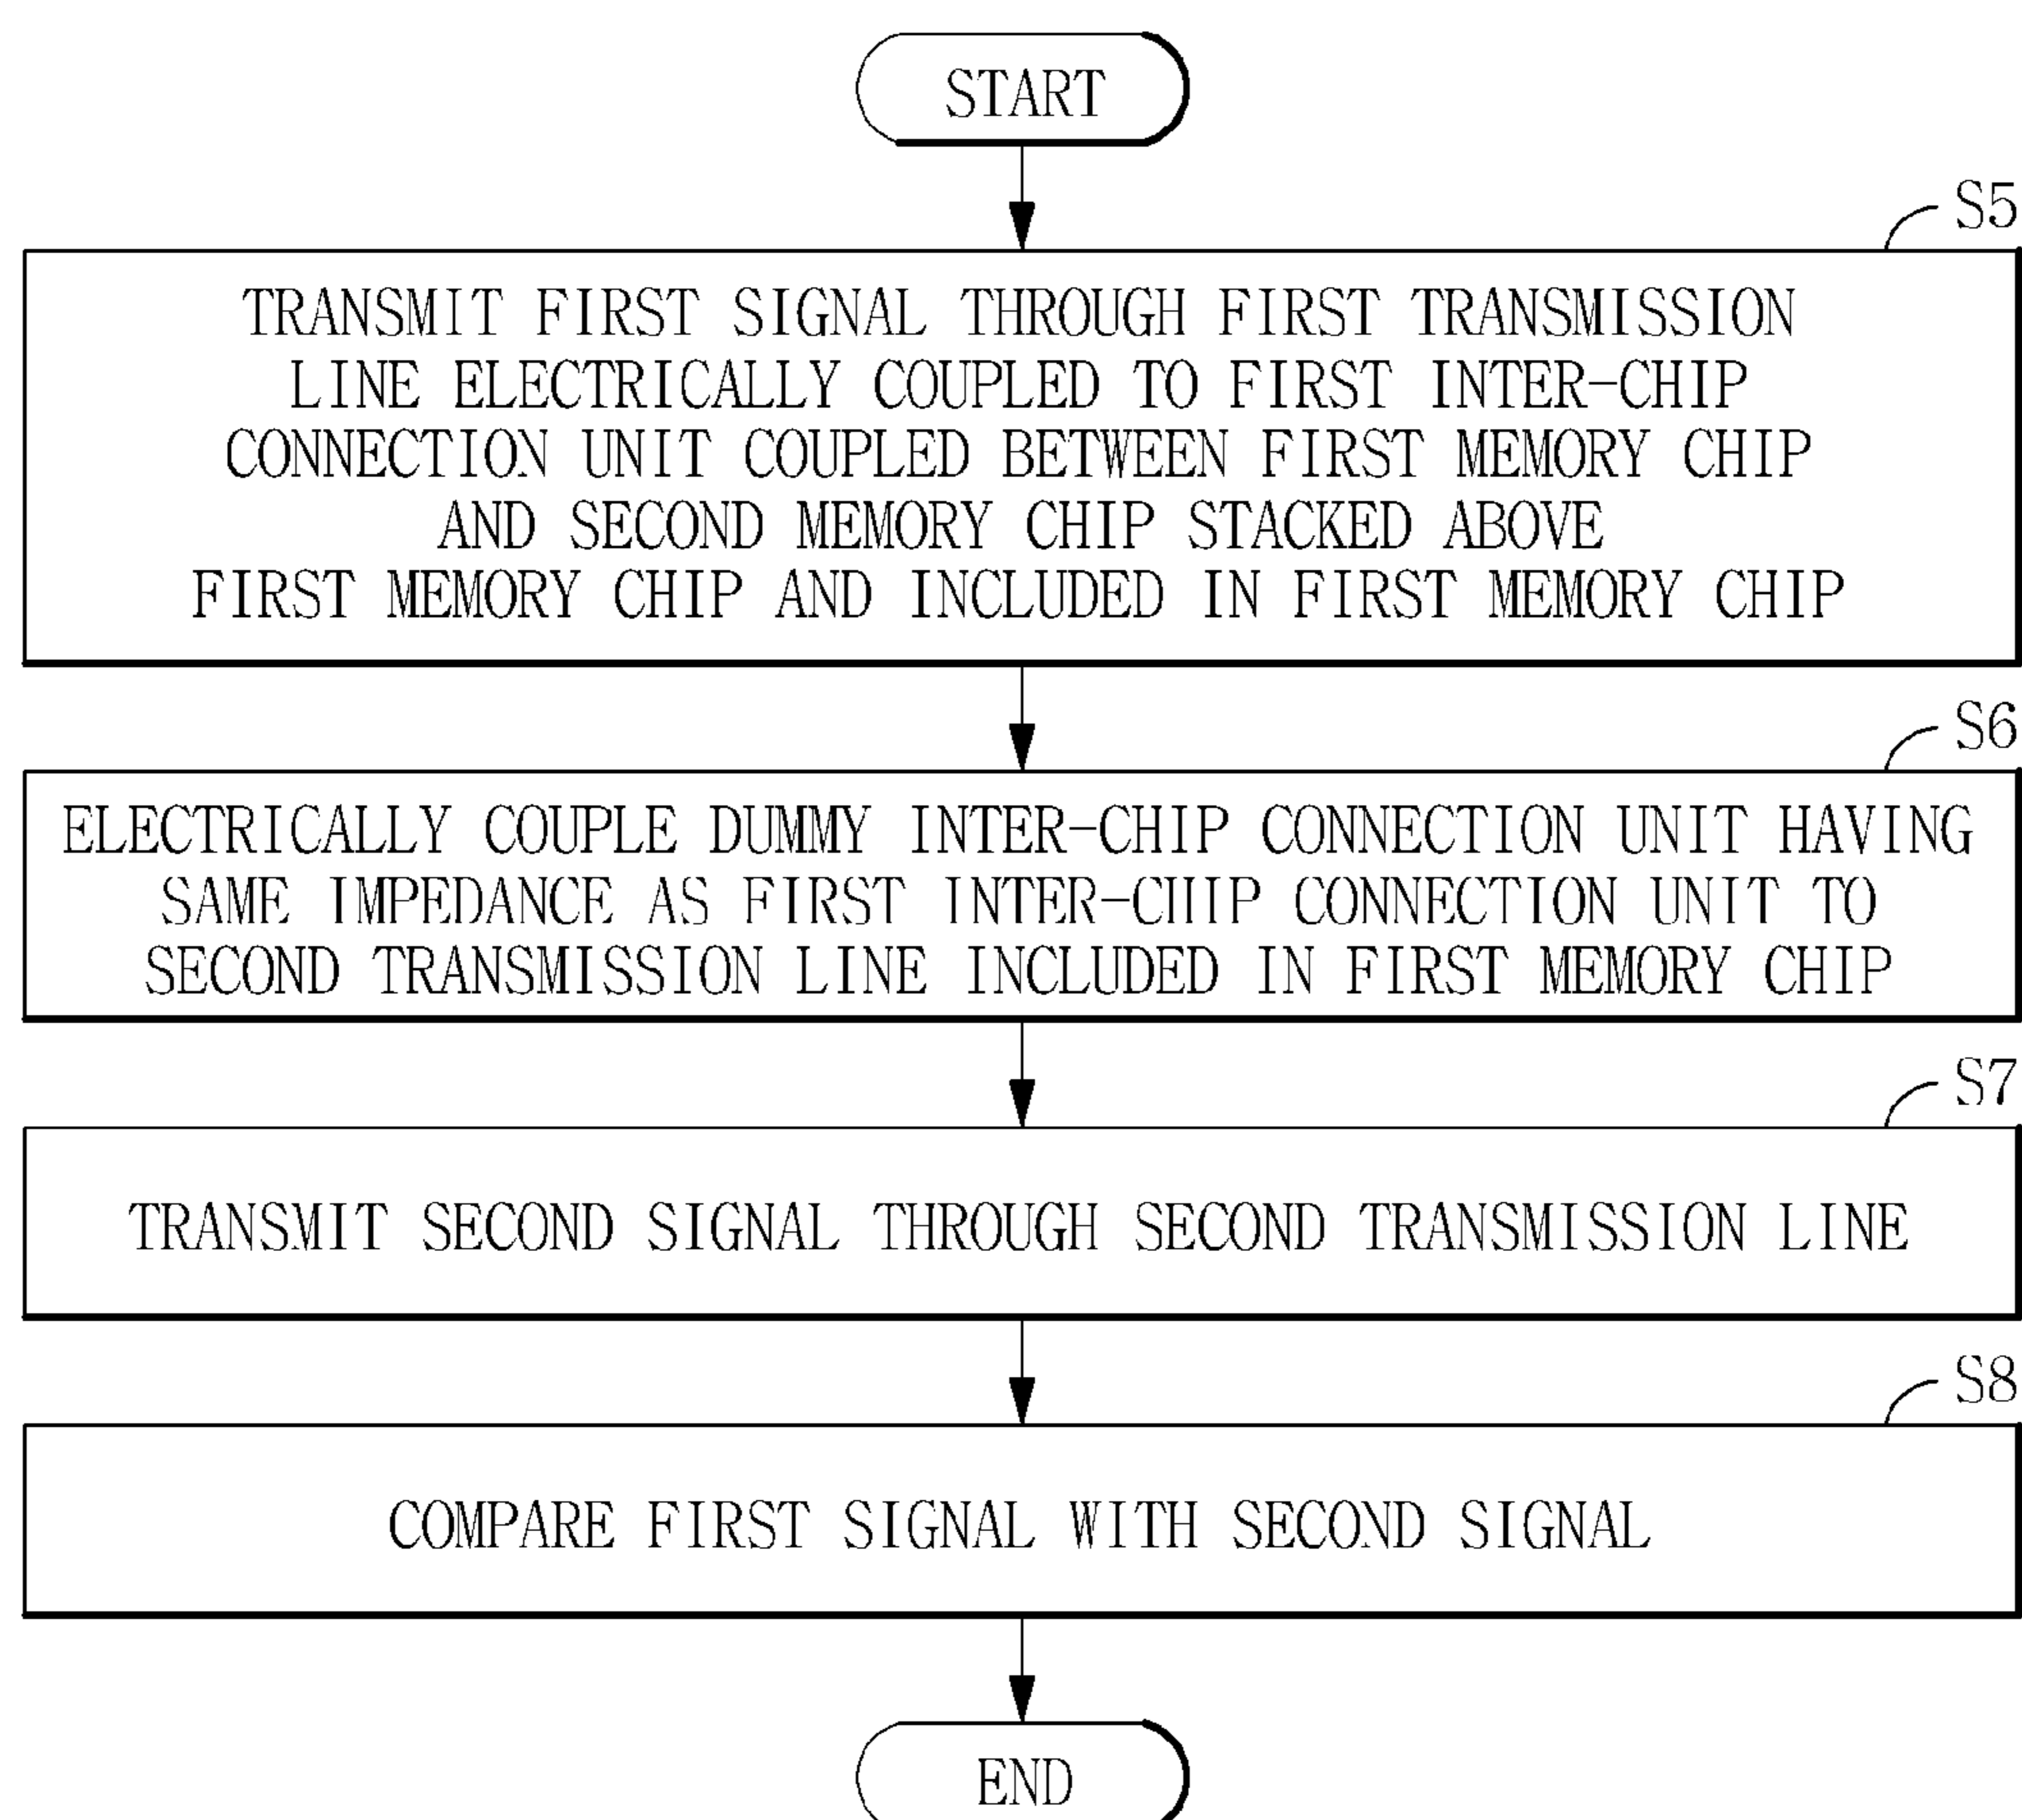 START
S5
TRANSMIT FIRST SIGNAL THROUGH FIRST TRANSMISSION
LINE ELECTRICALLY COUPLED TO FIRST INTER-CHIP
CONNECTION UNIT COUPLED BETWEEN FIRST MEMORY CHIP
AND SECOND MEMORY CHIP STACKED ABOVE
FIRST MEMORY CHIP AND INCLUDED IN FIRST MEMORY CHIP
S6
ELECTRICALLY COUPLE DUMMY INTER-CHIP CONNECTION UNIT HAVING
SAME IMPEDANCE AS FIRST INTER-CHIP CONNECTION UNIT TO
SECOND TRANSMISSION LINE INCLUDED IN FIRST MEMORY CHIP
S7
TRANSMIT SECOND SIGNAL THROUGH SECOND TRANSMISSION LINE
S8
COMPARE FIRST SIGNAL WITH SECOND SIGNAL
END